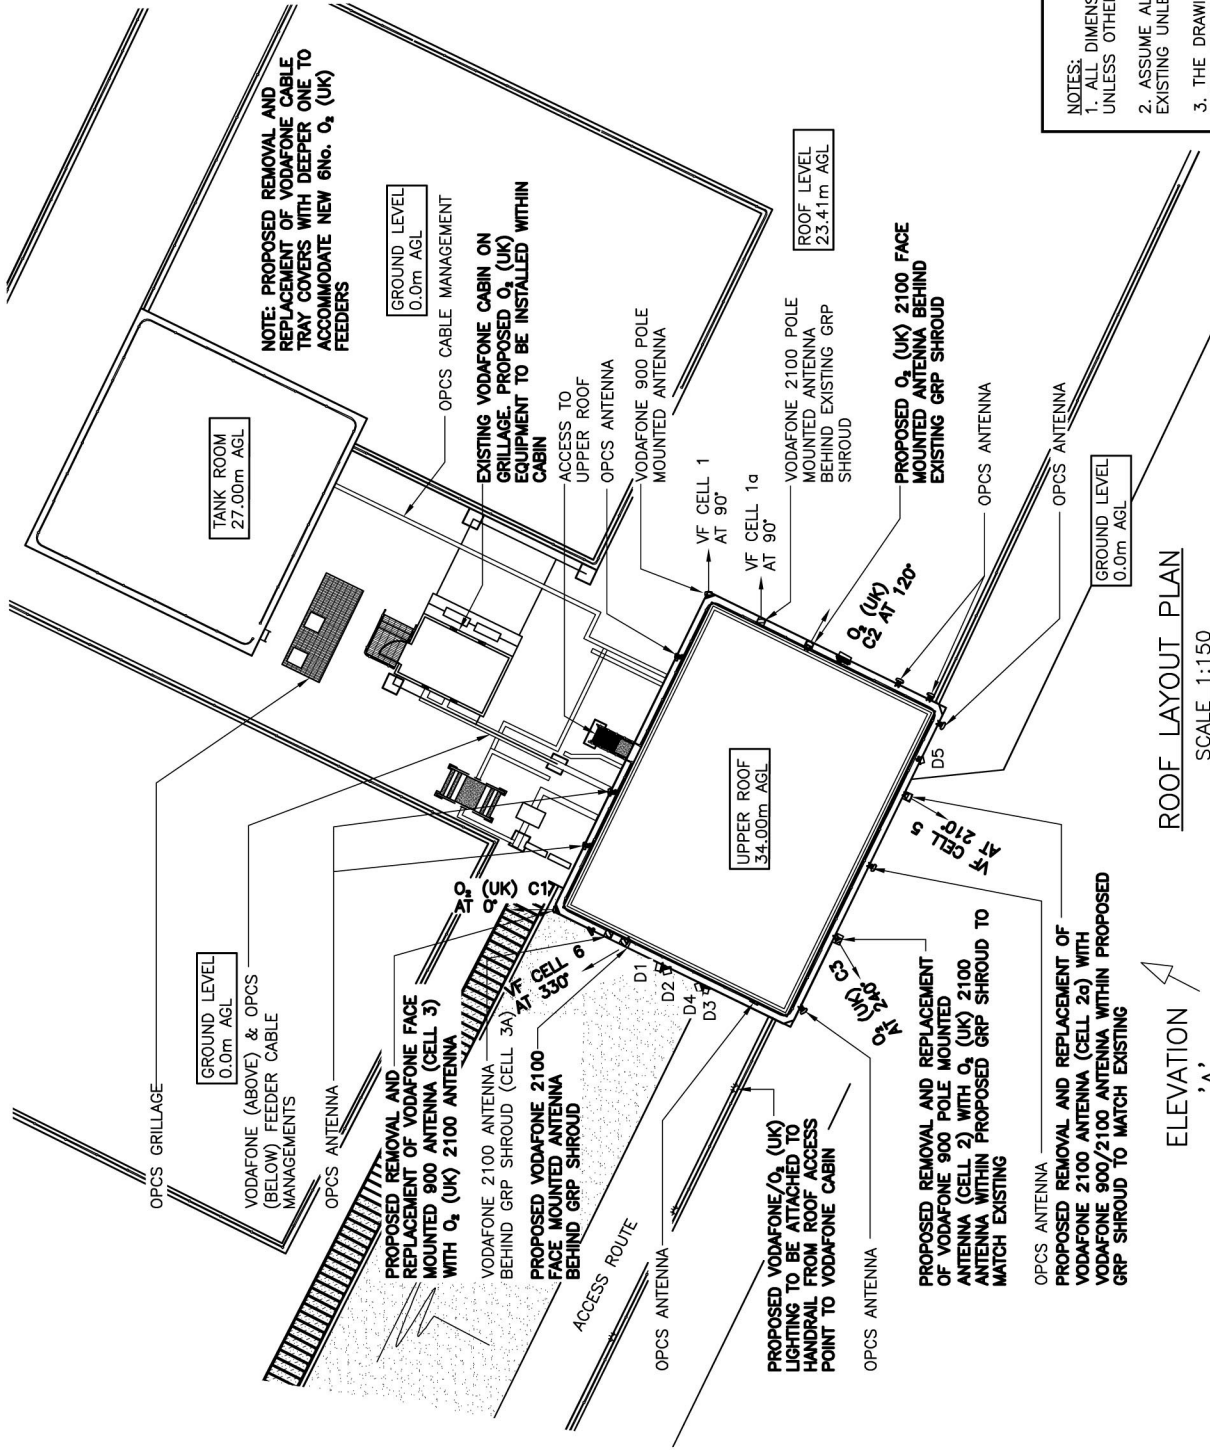 NOTE: PROPOSED REMOVAL AND
REPLACEMENT OF VODAFONE CABLE
TRAY COVERS WITH DEEPER ONE TO
ACCOMMODATE NEW 6No. O₂ (UK)
FEEDERS
TANK ROOM
27.00m AGL
GROUND LEVEL
0.0m AGL
OPCS CABLE MANAGEMENT
EXISTING VODAFONE CABIN ON
GRILLAGE. PROPOSED O₂ (UK)
EQUIPMENT TO BE INSTALLED WITHIN
CABIN
ACCESS TO
UPPER ROOF
OPCS ANTENNA
VODAFONE 900 POLE
MOUNTED ANTENNA
VF CELL 1
AT 90°
VF CELL 1a
AT 90°
VODAFONE 2100 POLE
MOUNTED ANTENNA
BEHIND EXISTING GRP
SHROUD
ROOF LEVEL
23.41m AGL
O₂ (UK)
C2 AT 120°
PROPOSED O₂ (UK) 2100 FACE
MOUNTED ANTENNA BEHIND
EXISTING GRP SHROUD
OPCS ANTENNA
OPCS ANTENNA
GROUND LEVEL
0.0m AGL
NOTES:
1. ALL DIMENS
UNLESS OTHER
2. ASSUME AL
EXISTING UNLE
3. THE DRAWI
UPPER ROOF
34.00m AGL
D5
VF CELL 5
AT 210°
O₂ (UK) C3
AT 240°
O₂ (UK) C1
AT 0°
VF CELL 6
AT 330°
D1
D2
D4
D3
OPCS GRILLAGE
GROUND LEVEL
0.0m AGL
VODAFONE (ABOVE) & OPCS
(BELOW) FEEDER CABLE
MANAGEMENTS
OPCS ANTENNA
PROPOSED REMOVAL AND
REPLACEMENT OF VODAFONE FACE
MOUNTED 900 ANTENNA (CELL 3)
WITH O₂ (UK) 2100 ANTENNA
VODAFONE 2100 ANTENNA
BEHIND GRP SHROUD (CELL 3A)
PROPOSED VODAFONE 2100
FACE MOUNTED ANTENNA
BEHIND GRP SHROUD
ACCESS ROUTE
OPCS ANTENNA
PROPOSED VODAFONE/O₂ (UK)
LIGHTING TO BE ATTACHED TO
HANDRAIL FROM ROOF ACCESS
POINT TO VODAFONE CABIN
OPCS ANTENNA
PROPOSED REMOVAL AND REPLACEMENT
OF VODAFONE 900 POLE MOUNTED
ANTENNA (CELL 2) WITH O₂ (UK) 2100
ANTENNA WITHIN PROPOSED GRP SHROUD TO
MATCH EXISTING
OPCS ANTENNA
PROPOSED REMOVAL AND REPLACEMENT OF
VODAFONE 2100 ANTENNA (CELL 2a) WITH
VODAFONE 900/2100 ANTENNA WITHIN PROPOSED
GRP SHROUD TO MATCH EXISTING
ELEVATION
'A'
ROOF LAYOUT PLAN
SCALE 1:150